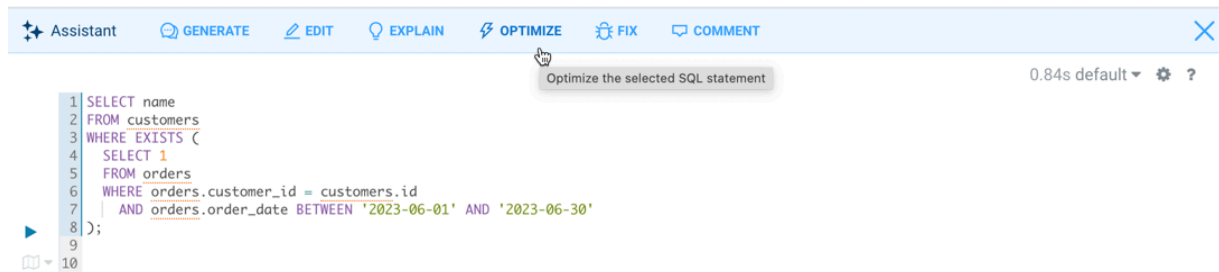 Assistant GENERATE EDIT EXPLAIN OPTIMIZE FIX COMMENT
Optimize the selected SQL statement
0.84s default ?
1 SELECT name
2 FROM customers
3 WHERE EXISTS (
4   SELECT 1
5   FROM orders
6   WHERE orders.customer_id = customers.id
7     AND orders.order_date BETWEEN '2023-06-01' AND '2023-06-30'
8 );
9
10